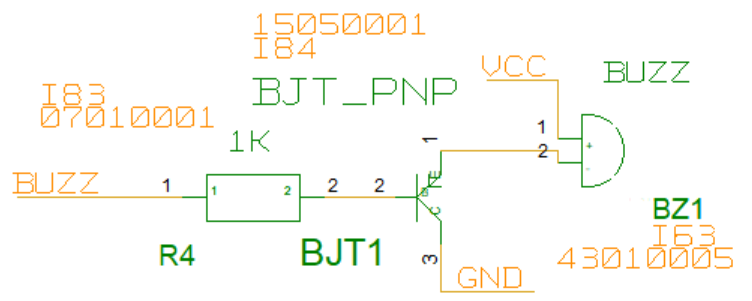 15050001
I84
BJT_PNP
VCC
BUZZ
I83
07010001
1K
1
1
+
2
-
BUZZ
1
1
2
2
2
E
C
R4
BJT1
3
GND
BZ1
I63
43010005